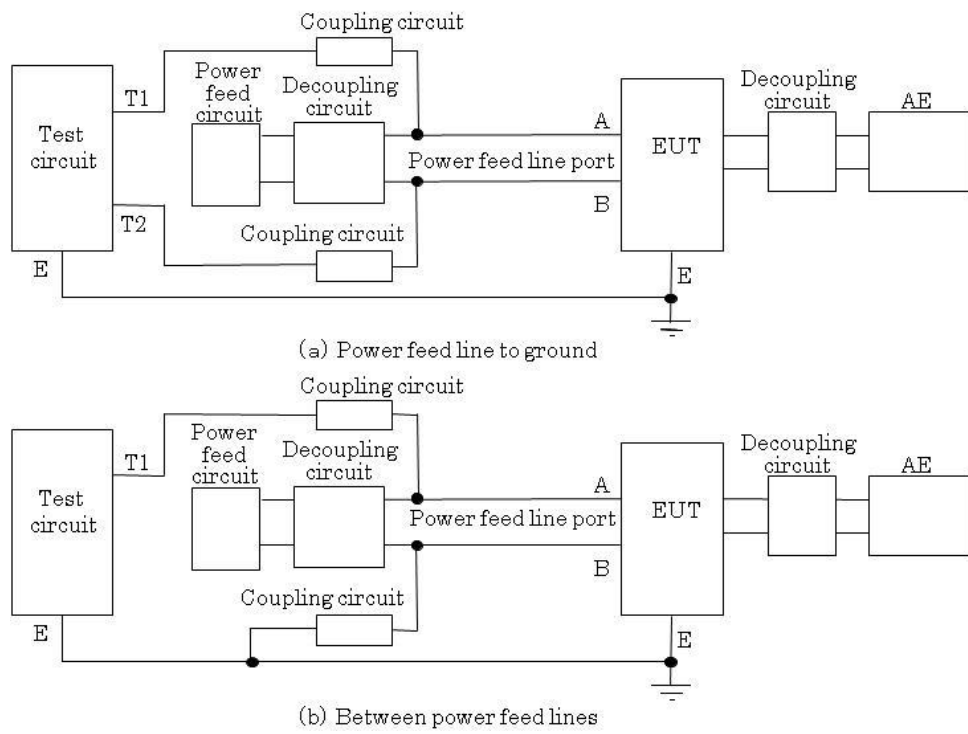 Coupling circuit
Power
feed
circuit
Decoupling
circuit
Decoupling
circuit
AE
T1
A
Test
circuit
EUT
Power feed line port
B
T2
Coupling circuit
E
E
(a) Power feed line to ground
Coupling circuit
Power
feed
circuit
Decoupling
circuit
Decoupling
circuit
AE
T1
A
Test
circuit
EUT
Power feed line port
B
Coupling circuit
E
E
(b) Between power feed lines